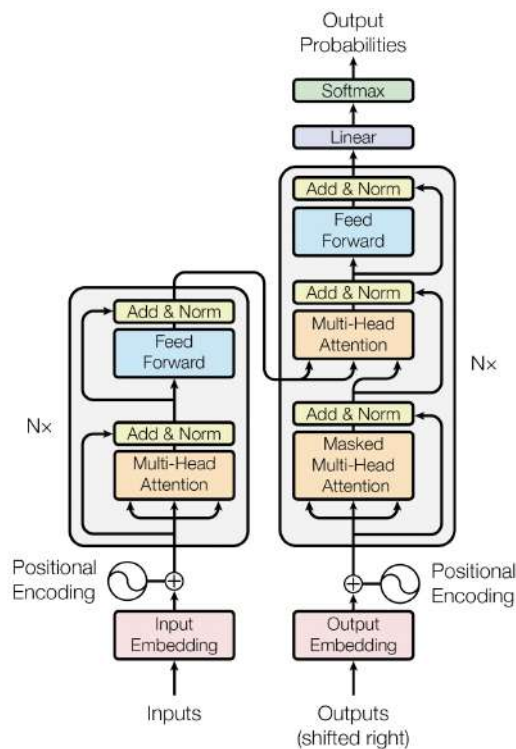 Output
Probabilities
Softmax
Linear
Add & Norm
Feed
Forward
Add & Norm
Multi-Head
Attention
Add & Norm
Masked
Multi-Head
Attention
Nx
Add & Norm
Feed
Forward
Add & Norm
Multi-Head
Attention
Nx
Positional
Encoding
Positional
Encoding
Input
Embedding
Output
Embedding
Inputs
Outputs
(shifted right)